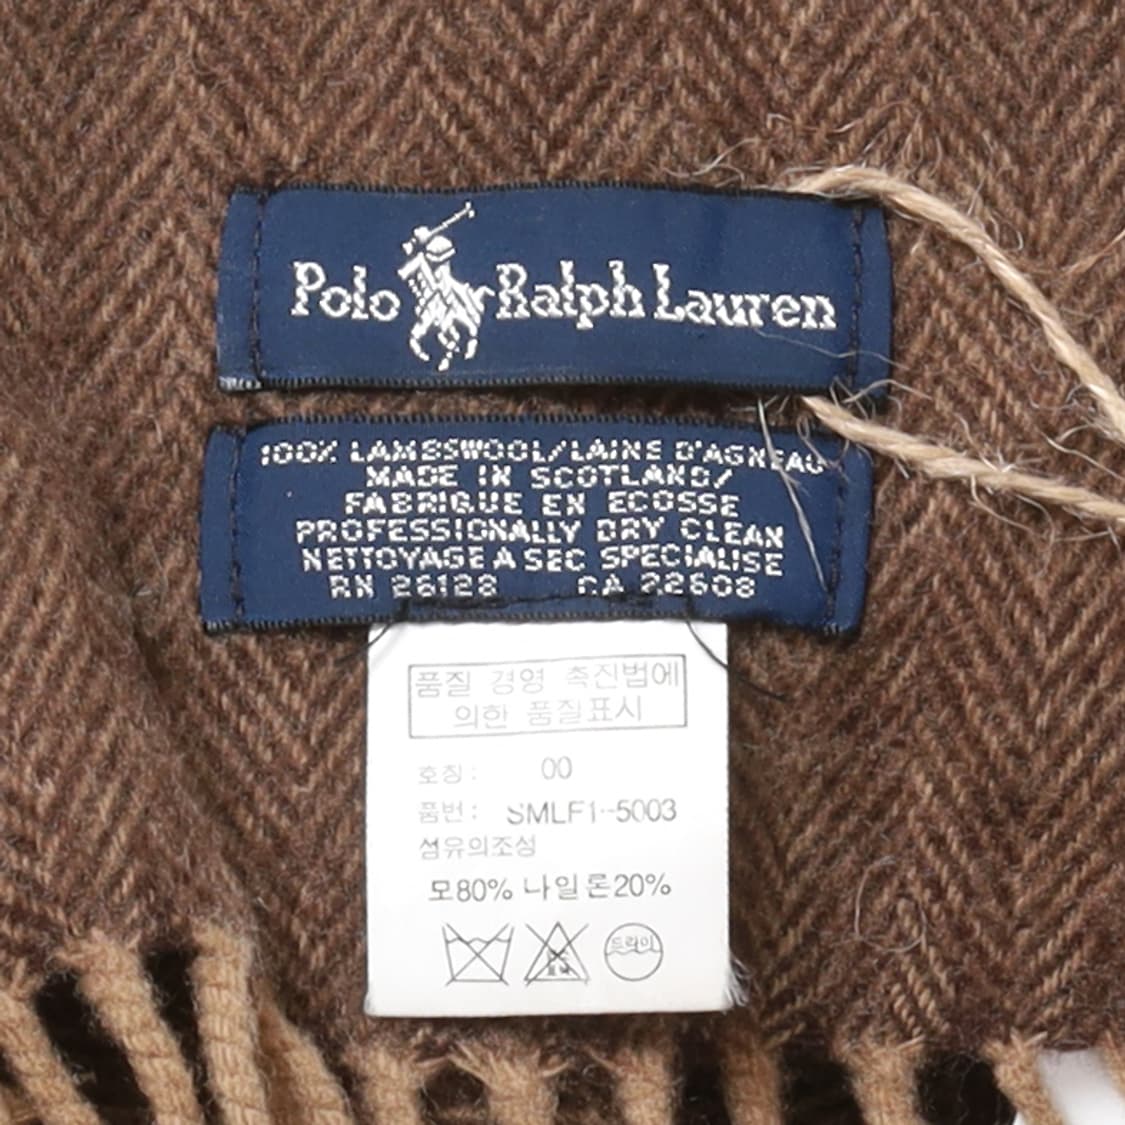 Polo Ralph Lauren
100% LAMBSWOOL/LAINS D'AGNEAU
MADE IN SCOTLAND/
FABRIQUE EN ECOSSE
PROFESSIONALLY DRY CLEAN
NETTOYAGE A SEC SPECIALISE
RN 26128 CA 22608
품질 경영 촉진법에
의한 품질표시
호칭: 00
품번: SMLF1-5003
섬유의조성
모80% 나일론20%
드라이